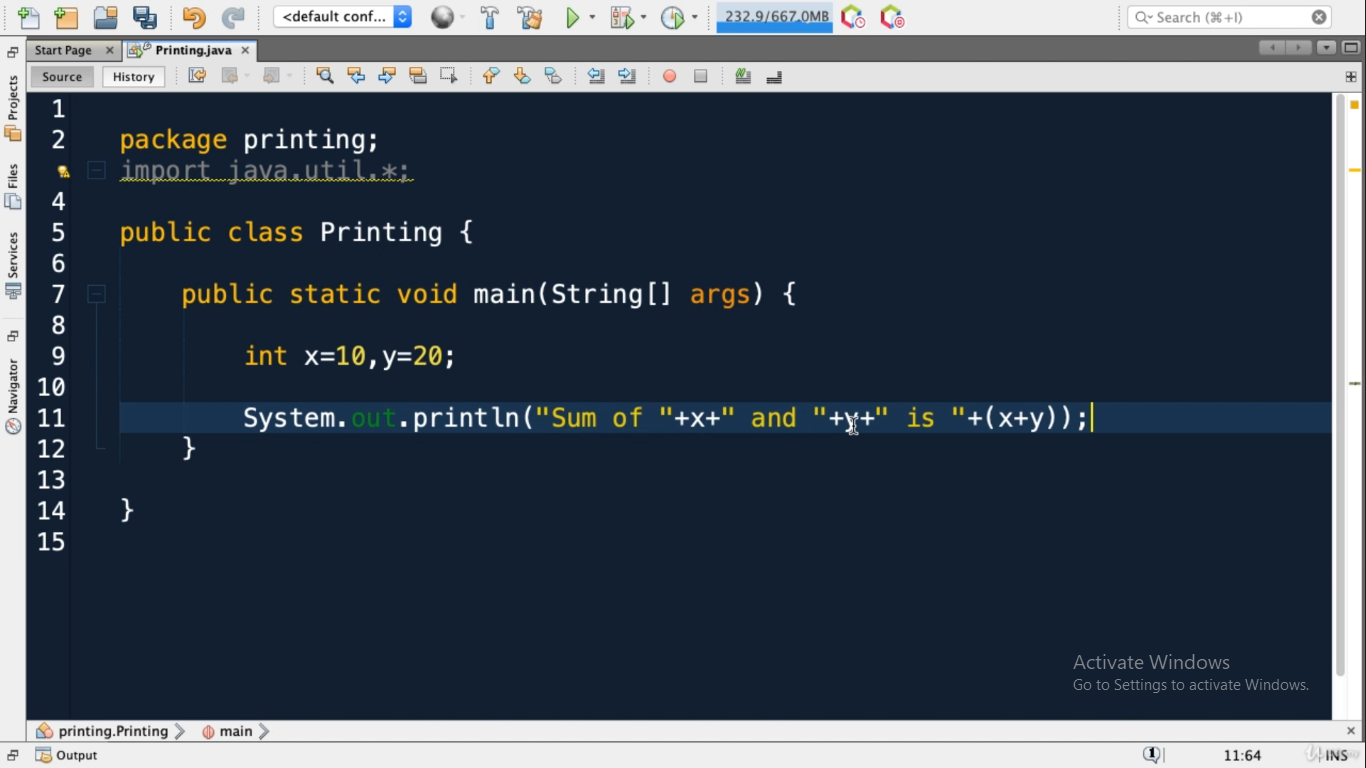 <default conf...
232.9/667.0MB
Search (⌘+I)
Start Page
Printing.java
Source
History
Projects
Files
Services
Navigator
1
2 package printing;
import java.util.*;
4
5 public class Printing {
6
7 public static void main(String[] args) {
8
9 int x=10,y=20;
10
11 System.out.println("Sum of "+x+" and "+y+" is "+(x+y));
12 }
13
14 }
15
Activate Windows
Go to Settings to activate Windows.
printing.Printing
main
Output
1
11:64
INS